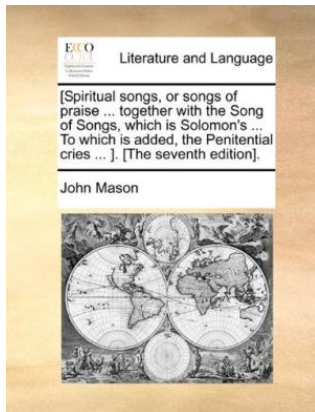 ECCO
Literature and Language
[Spiritual songs, or songs of
praise ... together with the Song
of Songs, which is Solomon's ...
To which is added, the Penitential
cries ... ]. [The seventh edition].
John Mason